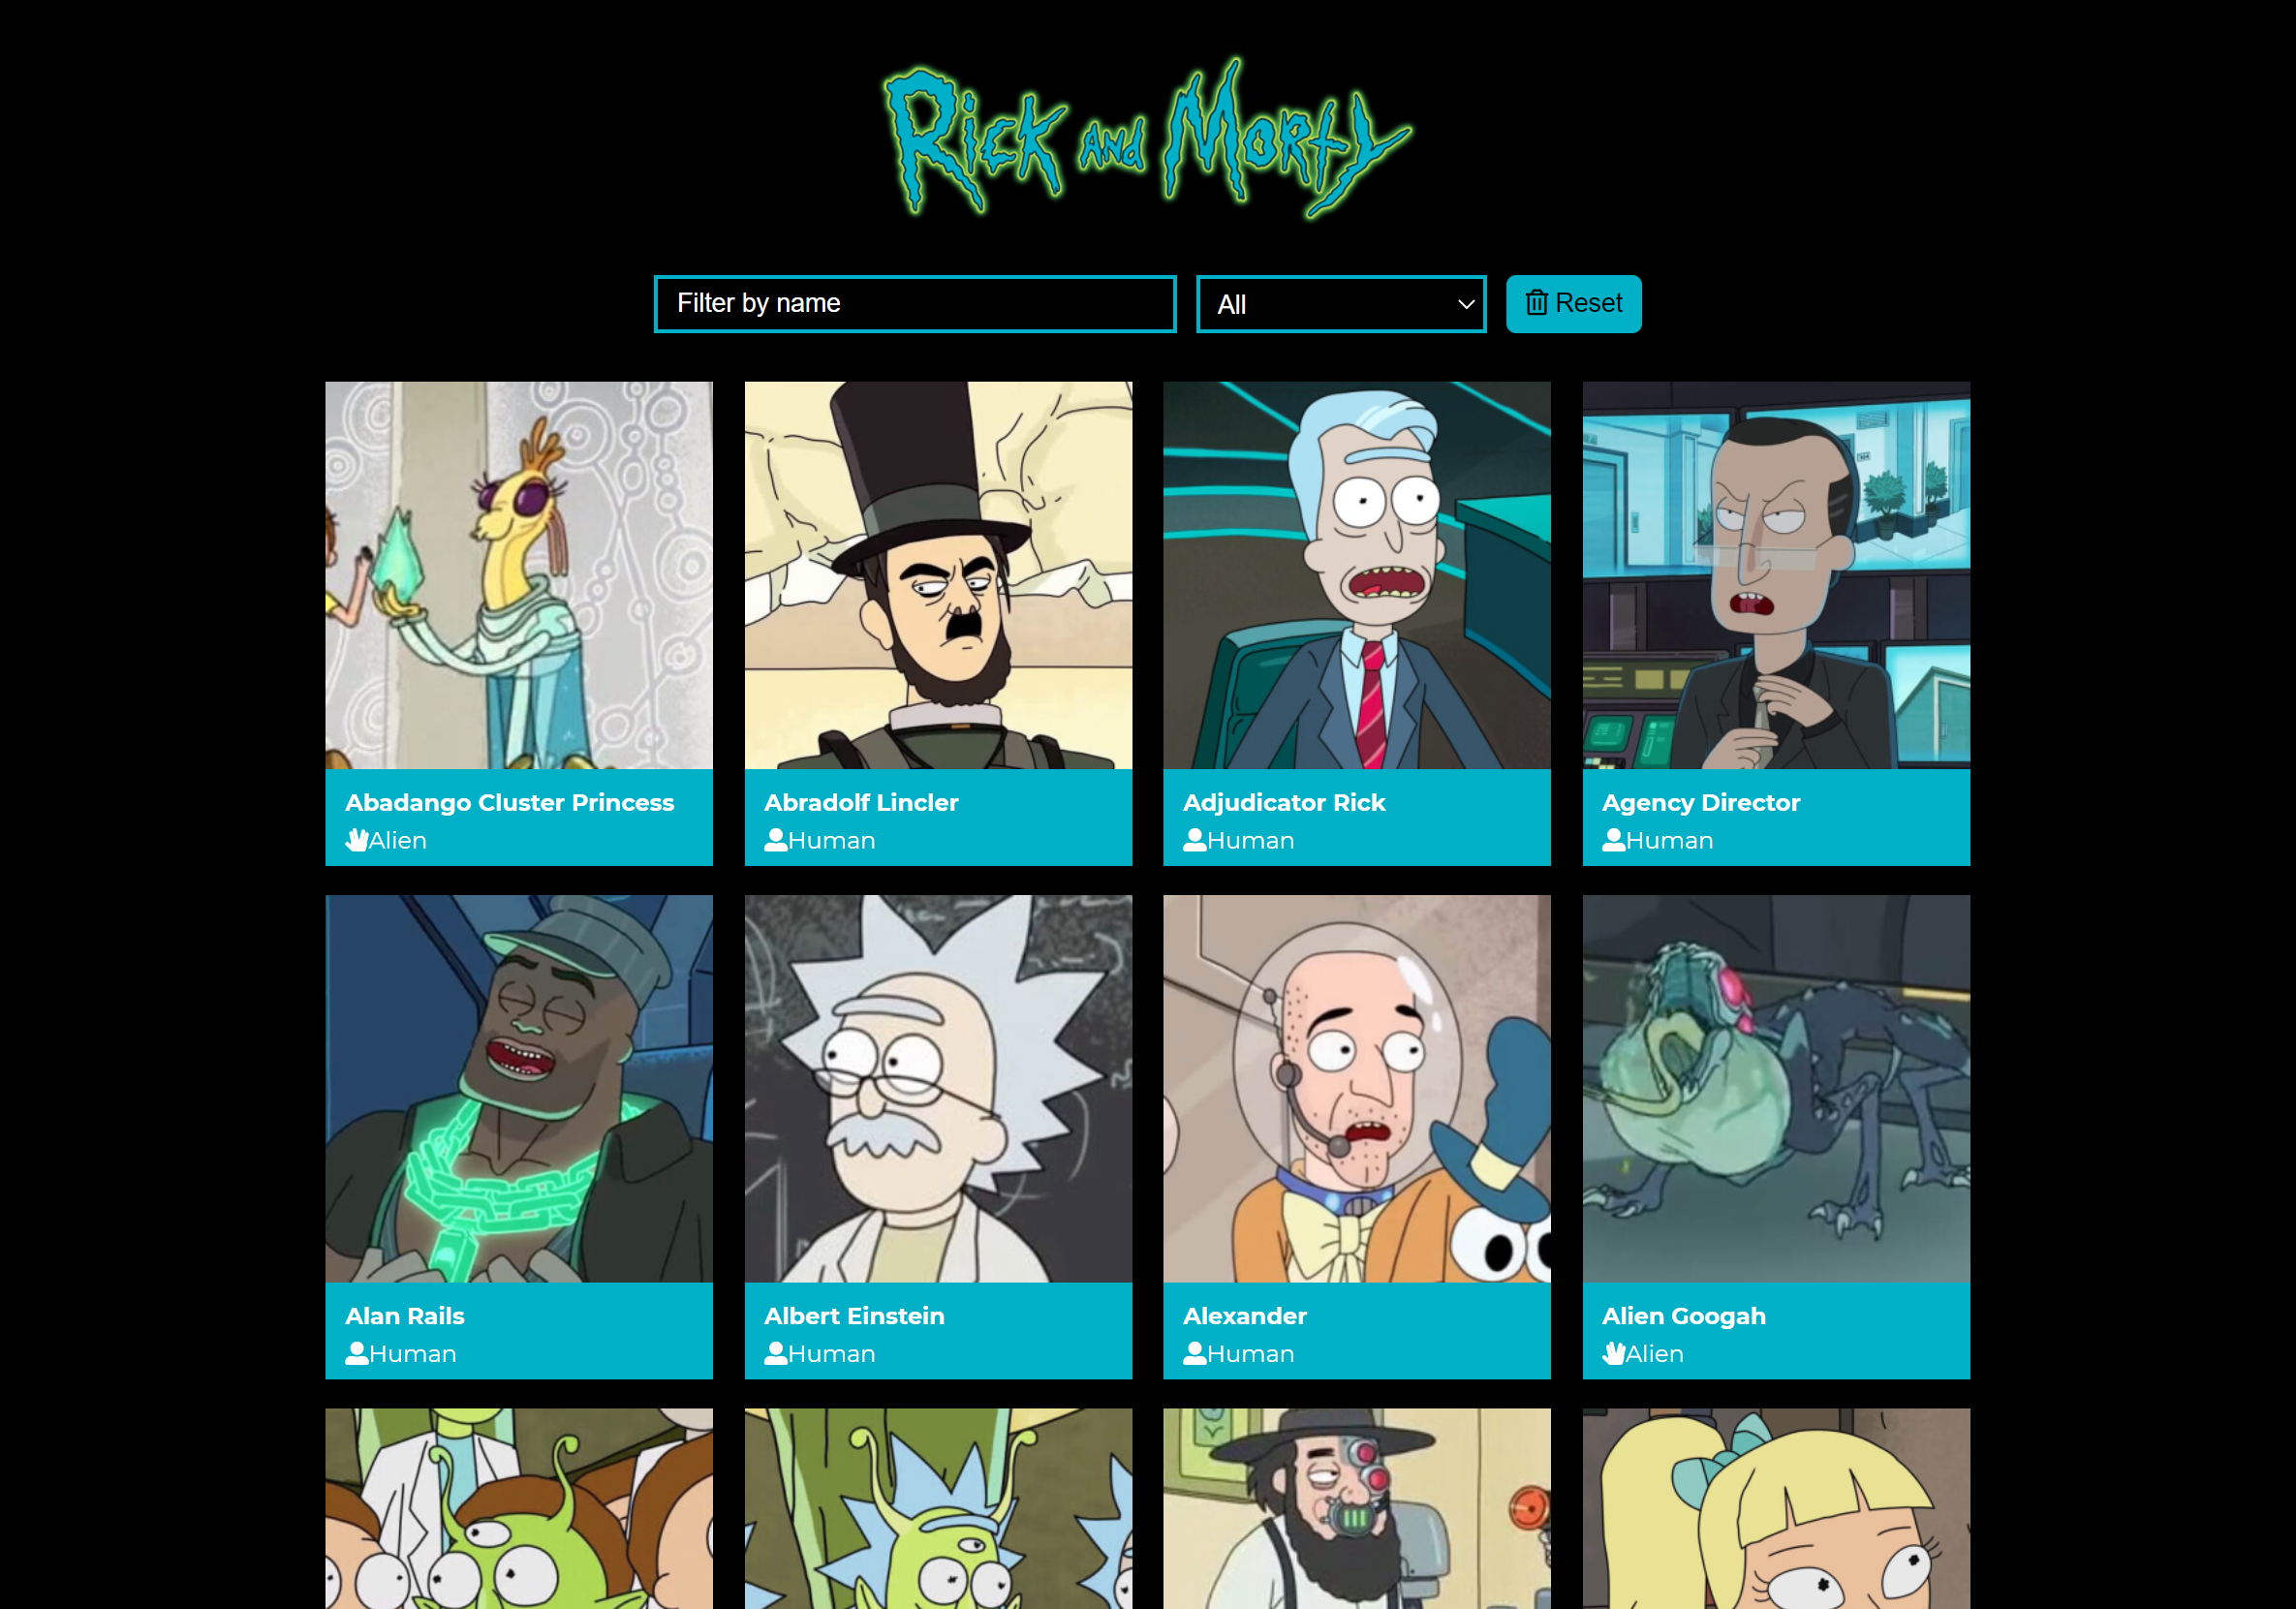 Rick and Morty
Filter by name
All
Reset
Abadango Cluster Princess
Alien
Abradolf Lincler
Human
Adjudicator Rick
Human
Agency Director
Human
Alan Rails
Human
Albert Einstein
Human
Alexander
Human
Alien Googah
Alien